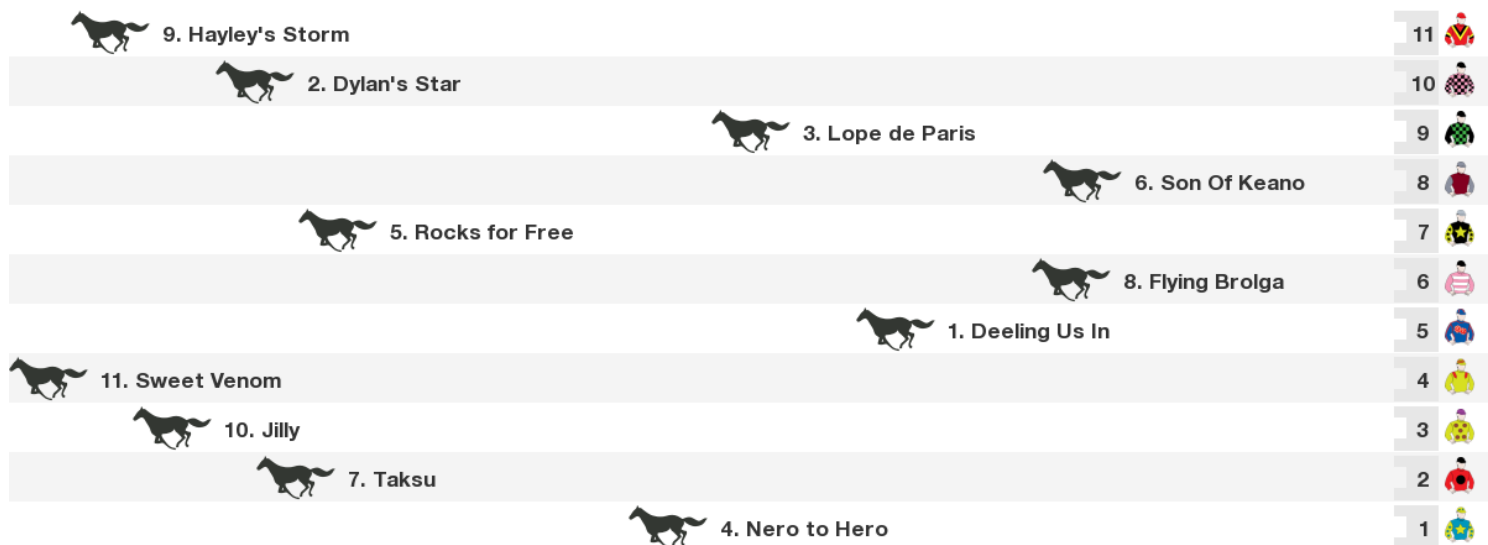 9. Hayley's Storm 11
2. Dylan's Star 10
3. Lope de Paris 9
6. Son Of Keano 8
5. Rocks for Free 7
8. Flying Brolga 6
1. Deeling Us In 5
11. Sweet Venom 4
10. Jilly 3
7. Taksu 2
4. Nero to Hero 1